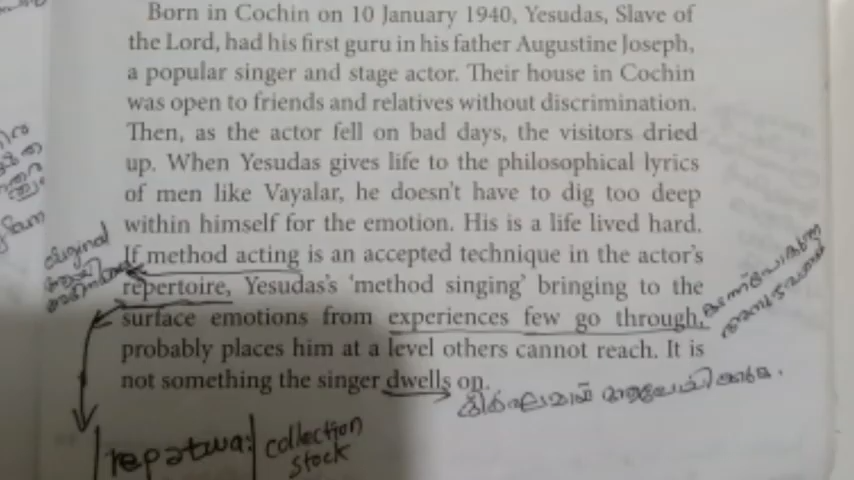 Born in Cochin on 10 January 1940, Yesudas, Slave of
the Lord, had his first guru in his father Augustine Joseph,
a popular singer and stage actor. Their house in Cochin
was open to friends and relatives without discrimination.
Then, as the actor fell on bad days, the visitors dried
up. When Yesudas gives life to the philosophical lyrics
of men like Vayalar, he doesn't have to dig too deep
within himself for the emotion. His is a life lived hard.
original
If method acting is an accepted technique in the actor's
repertoire, Yesudas's 'method singing' bringing to the
surface emotions from experiences few go through,
probably places him at a level others cannot reach. It is
not something the singer dwells on.
repətwa:
collection
stock